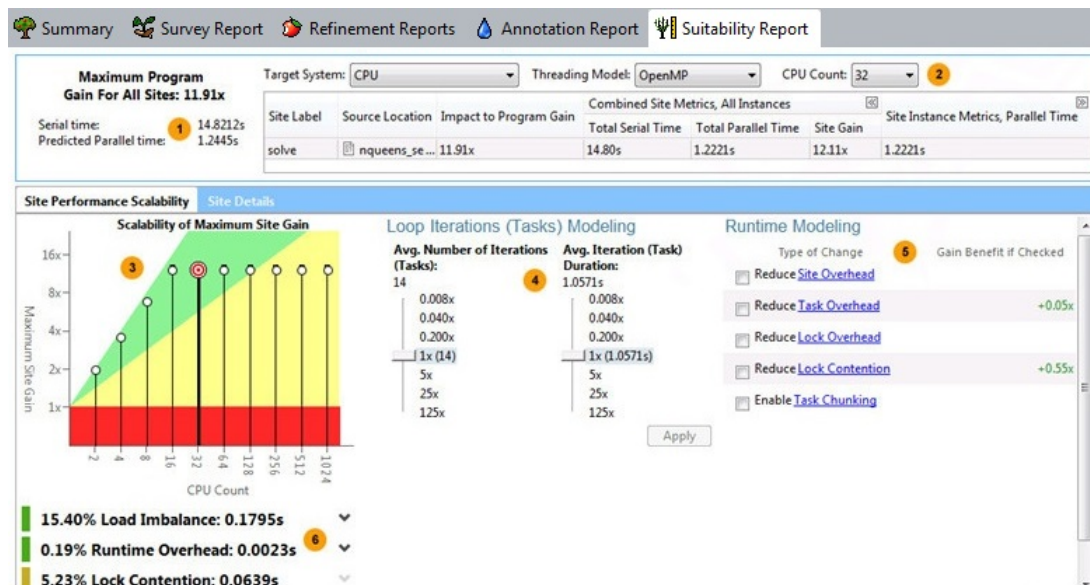 Summary Survey Report Refinement Reports Annotation Report Suitability Report
Maximum Program
Gain For All Sites: 11.91x
Serial time: 14.8212s
Predicted Parallel time: 1.2445s
1
Target System: CPU Threading Model: OpenMP CPU Count: 32 2
Site Label Source Location Impact to Program Gain Combined Site Metrics, All Instances Site Instance Metrics, Parallel Time
Total Serial Time Total Parallel Time Site Gain
solve nqueens_se... 11.91x 14.80s 1.2221s 12.11x 1.2221s
Site Performance Scalability Site Details
Scalability of Maximum Site Gain
Maximum Site Gain
16x
8x
4x
2x
1x
3
2 4 8 16 32 64 128 256 512 1024
CPU Count
Loop Iterations (Tasks) Modeling
Avg. Number of Iterations
(Tasks):
14
0.008x
0.040x
0.200x
1x (14)
5x
25x
125x
4
Avg. Iteration (Task)
Duration:
1.0571s
0.008x
0.040x
0.200x
1x (1.0571s)
5x
25x
125x
Apply
Runtime Modeling
Type of Change 5 Gain Benefit if Checked
Reduce Site Overhead
Reduce Task Overhead +0.05x
Reduce Lock Overhead
Reduce Lock Contention +0.55x
Enable Task Chunking
15.40% Load Imbalance: 0.1795s
0.19% Runtime Overhead: 0.0023s 6
5.23% Lock Contention: 0.0639s